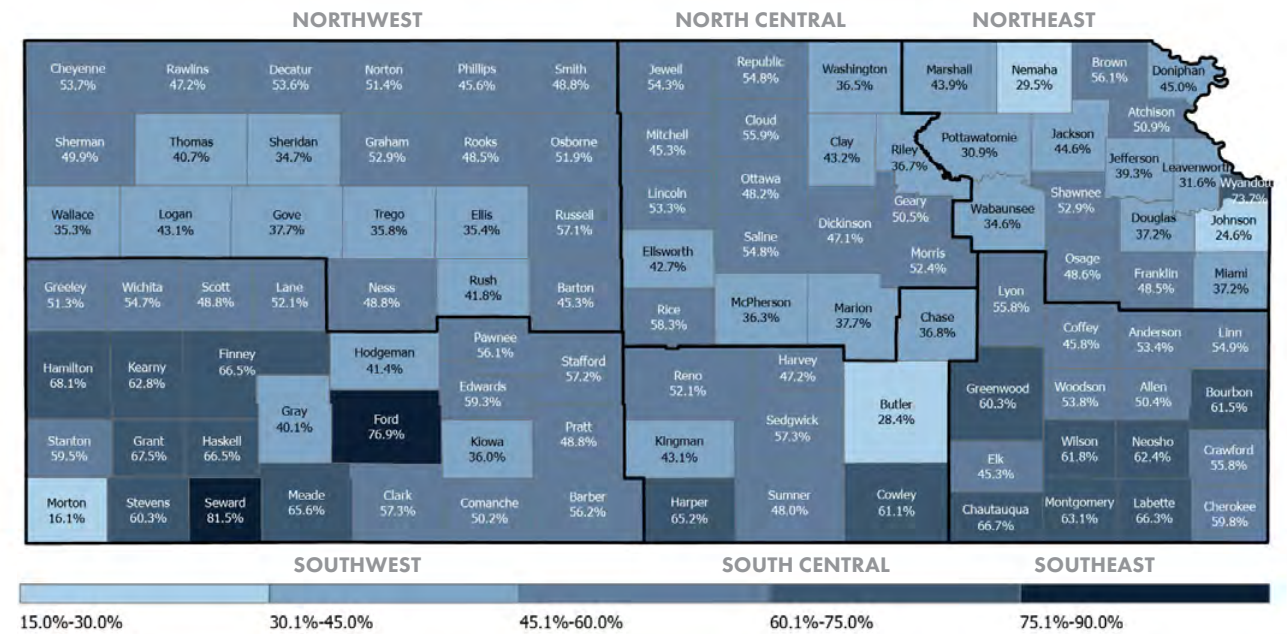 NORTHWEST
NORTH CENTRAL
NORTHEAST
Cheyenne
53.7%
Rawlins
47.2%
Decatur
53.6%
Norton
51.4%
Phillips
45.6%
Smith
48.8%
Jewell
54.3%
Republic
54.8%
Washington
36.5%
Marshall
43.9%
Nemaha
29.5%
Brown
56.1%
Doniphan
45.0%
Sherman
49.9%
Thomas
40.7%
Sheridan
34.7%
Graham
52.9%
Rooks
48.5%
Osborne
51.9%
Mitchell
45.3%
Cloud
55.9%
Clay
43.2%
Riley
36.7%
Pottawatomie
30.9%
Jackson
44.6%
Atchison
50.9%
Jefferson
39.3%
Leavenwort
31.6%
Wyandott
73.7%
Wallace
35.3%
Logan
43.1%
Gove
37.7%
Trego
35.8%
Ellis
35.4%
Russell
57.1%
Lincoln
53.3%
Ottawa
48.2%
Geary
50.5%
Wabaunsee
34.6%
Shawnee
52.9%
Douglas
37.2%
Johnson
24.6%
Ellsworth
42.7%
Saline
54.8%
Dickinson
47.1%
Morris
52.4%
Osage
48.6%
Franklin
48.5%
Miami
37.2%
Greeley
51.3%
Wichita
54.7%
Scott
48.8%
Lane
52.1%
Ness
48.8%
Rush
41.8%
Barton
45.3%
Rice
58.3%
McPherson
36.3%
Marion
37.7%
Chase
36.8%
Lyon
55.8%
Coffey
45.8%
Anderson
53.4%
Linn
54.9%
Hamilton
68.1%
Kearny
62.8%
Finney
66.5%
Hodgeman
41.4%
Pawnee
56.1%
Stafford
57.2%
Edwards
59.3%
Reno
52.1%
Harvey
47.2%
Butler
28.4%
Greenwood
60.3%
Woodson
53.8%
Allen
50.4%
Bourbon
61.5%
Gray
40.1%
Ford
76.9%
Kiowa
36.0%
Pratt
48.8%
Kingman
43.1%
Sedgwick
57.3%
Stanton
59.5%
Grant
67.5%
Haskell
66.5%
Elk
45.3%
Wilson
61.8%
Neosho
62.4%
Crawford
55.8%
Morton
16.1%
Stevens
60.3%
Seward
81.5%
Meade
65.6%
Clark
57.3%
Comanche
50.2%
Barber
56.2%
Harper
65.2%
Sumner
48.0%
Cowley
61.1%
Chautauqua
66.7%
Montgomery
63.1%
Labette
66.3%
Cherokee
59.8%
SOUTHWEST
SOUTH CENTRAL
SOUTHEAST
15.0%-30.0%
30.1%-45.0%
45.1%-60.0%
60.1%-75.0%
75.1%-90.0%